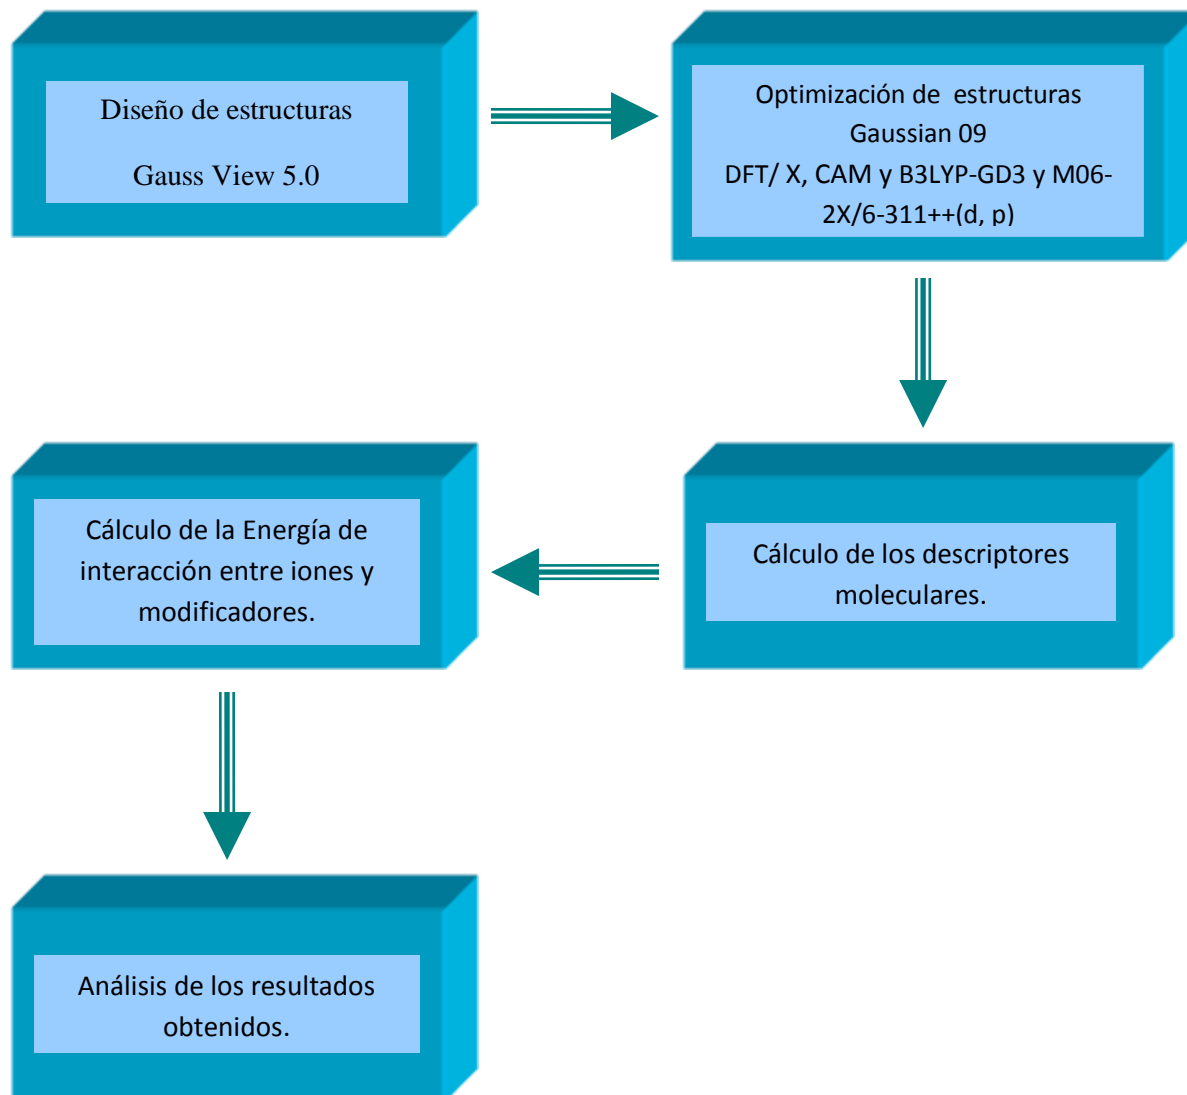 Diseño de estructuras
Gauss View 5.0
Optimización de estructuras
Gaussian 09
DFT/ X, CAM y B3LYP-GD3 y M06-
2X/6-311++(d, p)
Cálculo de los descriptores
moleculares.
Cálculo de la Energía de
interacción entre iones y
modificadores.
Análisis de los resultados
obtenidos.